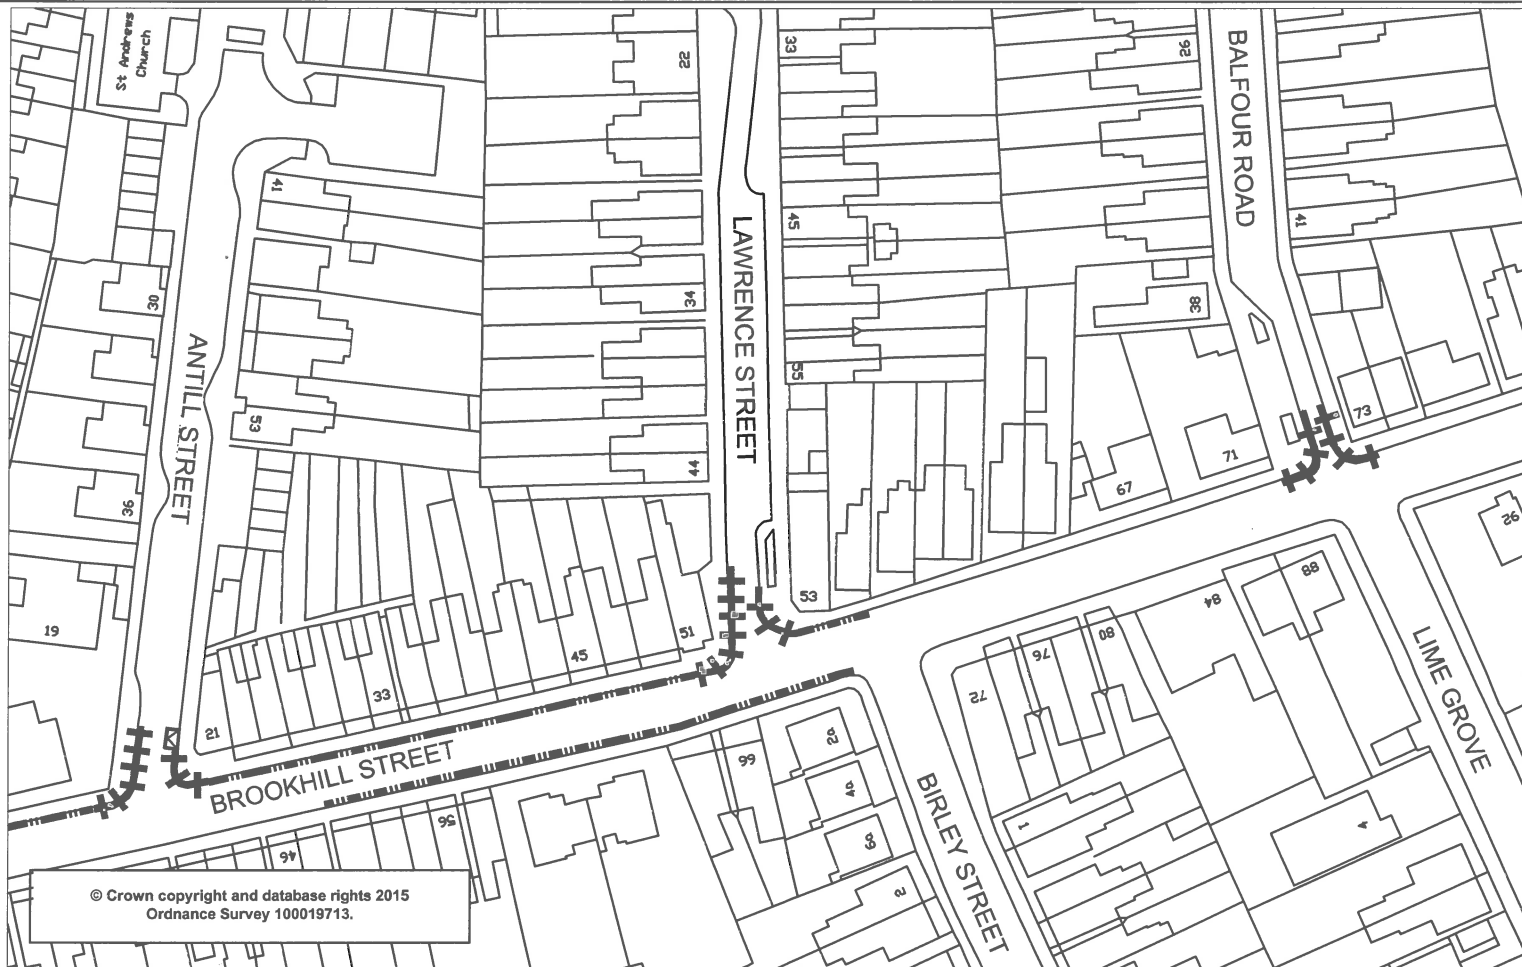 St Andrews
Church
22
33
26
BALFOUR ROAD
41
45
41
LAWRENCE STREET
30
34
38
ANTILL STREET
55
53
73
44
71
36
67
92
53
88
19
51
84
80
45
76
72
33
LIME GROVE
21
66
2a
BROOKHILL STREET
4a
BIRLEY STREET
56
1
4
6a
46
2
© Crown copyright and database rights 2015
Ordnance Survey 100019713.